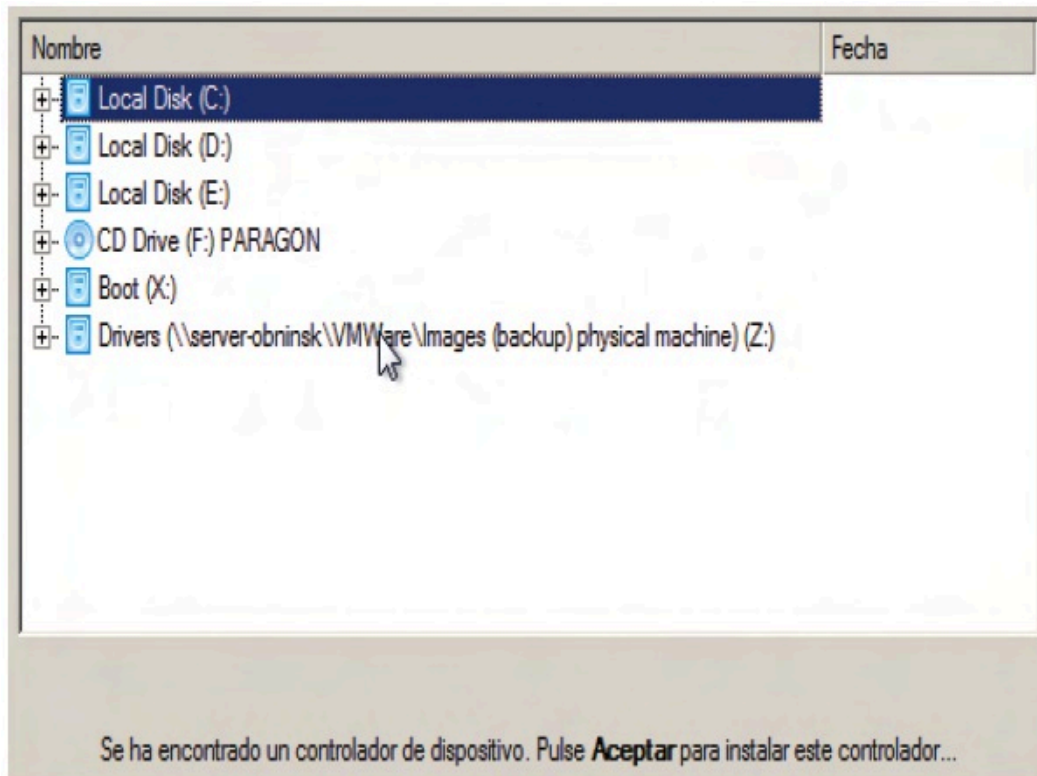 Nombre Fecha
Local Disk (C:)
Local Disk (D:)
Local Disk (E:)
CD Drive (F:) PARAGON
Boot (X:)
Drivers (\\server-obninsk\VMWare\Images (backup) physical machine) (Z:)
Se ha encontrado un controlador de dispositivo. Pulse Aceptar para instalar este controlador...